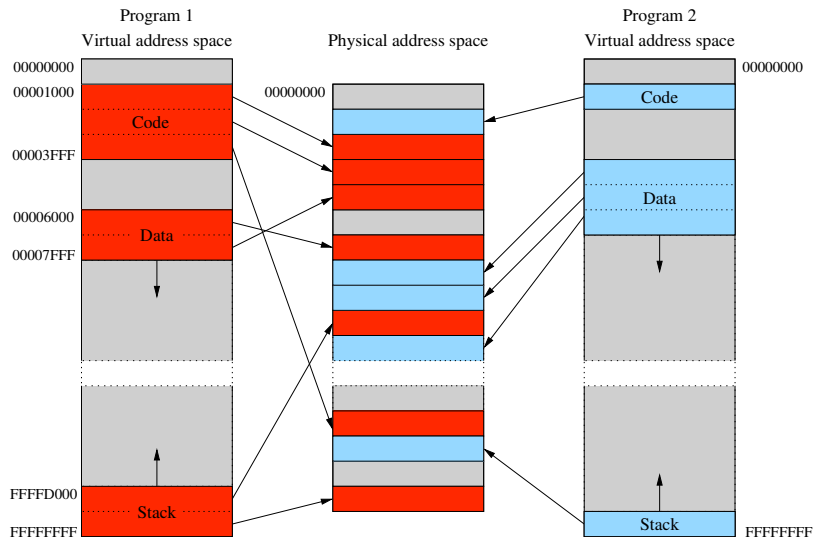 Program 1
Virtual address space
Physical address space
Program 2
Virtual address space
00000000
00001000
Code
00003FFF
00006000
Data
00007FFF
FFFFD000
Stack
FFFFFFFF
00000000
00000000
Code
Data
Stack
FFFFFFFF